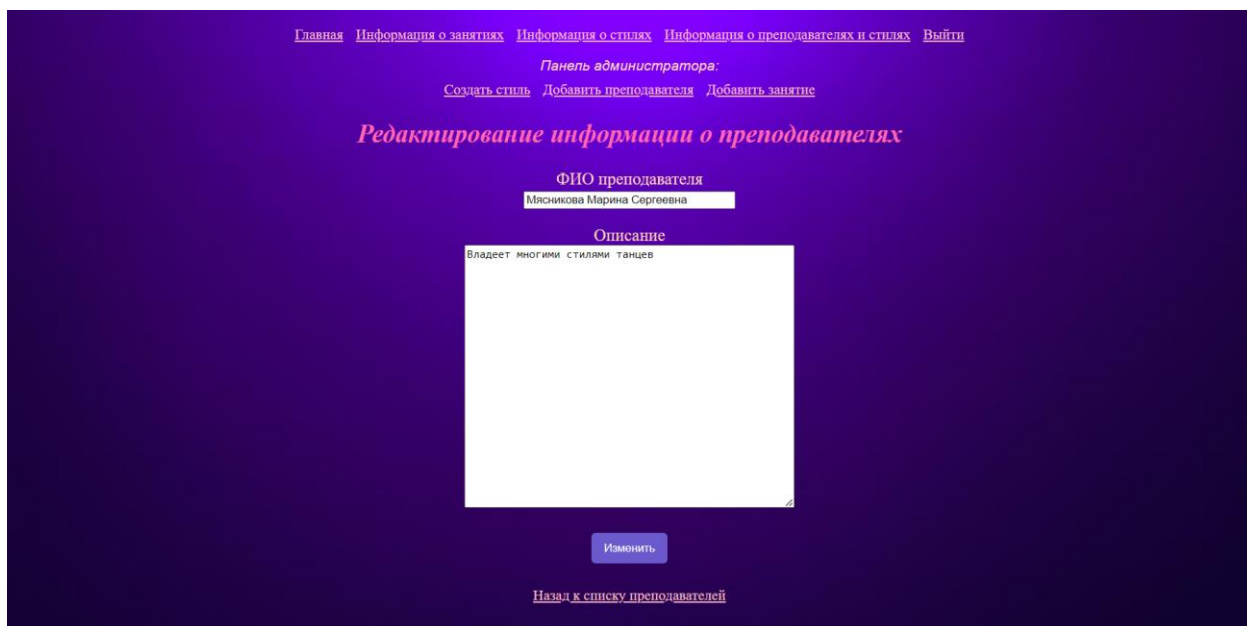 Главная Информация о занятиях Информация о стилях Информация о преподавателях и стилях Выйти
Панель администратора:
Создать стиль Добавить преподавателя Добавить занятие
Редактирование информации о преподавателях
ФИО преподавателя
Мясникова Марина Сергеевна
Описание
Владеет многими стилями танцев
Изменить
Назад к списку преподавателей